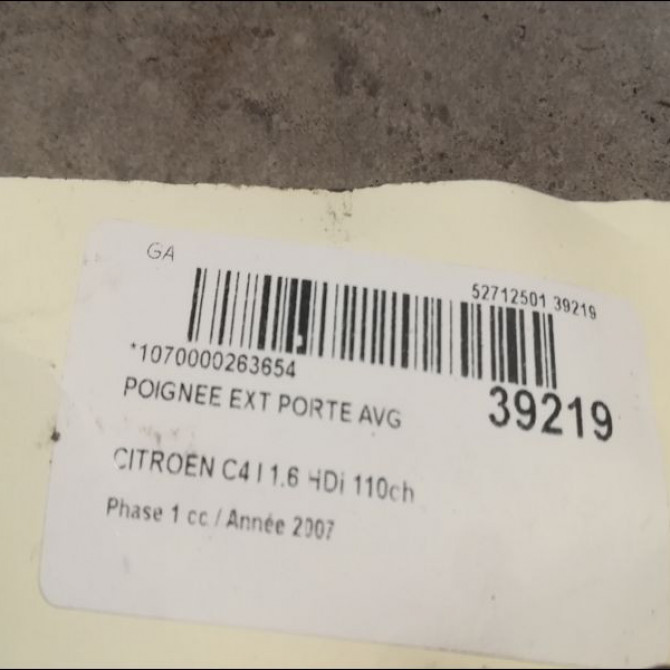 GA
52712501 39219
*1070000263654
39219
POIGNEE EXT PORTE AVG
CITROEN C4 I 1.6 HDi 110ch
Phase 1 cc / Année 2007